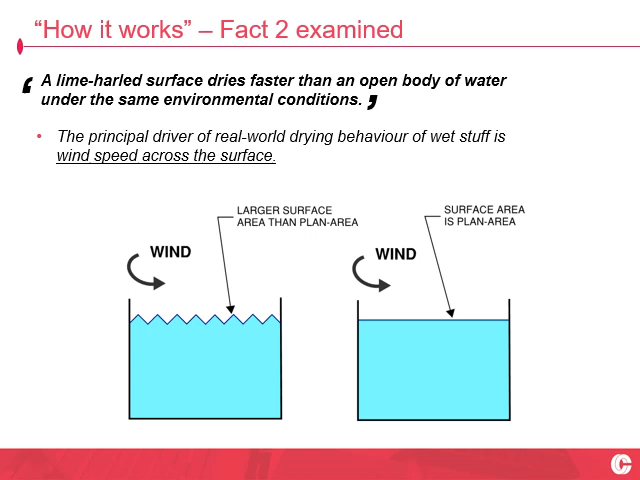 “How it works” – Fact 2 examined
‘ A lime-harled surface dries faster than an open body of water
under the same environmental conditions. ’
• The principal driver of real-world drying behaviour of wet stuff is
wind speed across the surface.
LARGER SURFACE
AREA THAN PLAN-AREA
SURFACE AREA
IS PLAN-AREA
WIND
WIND